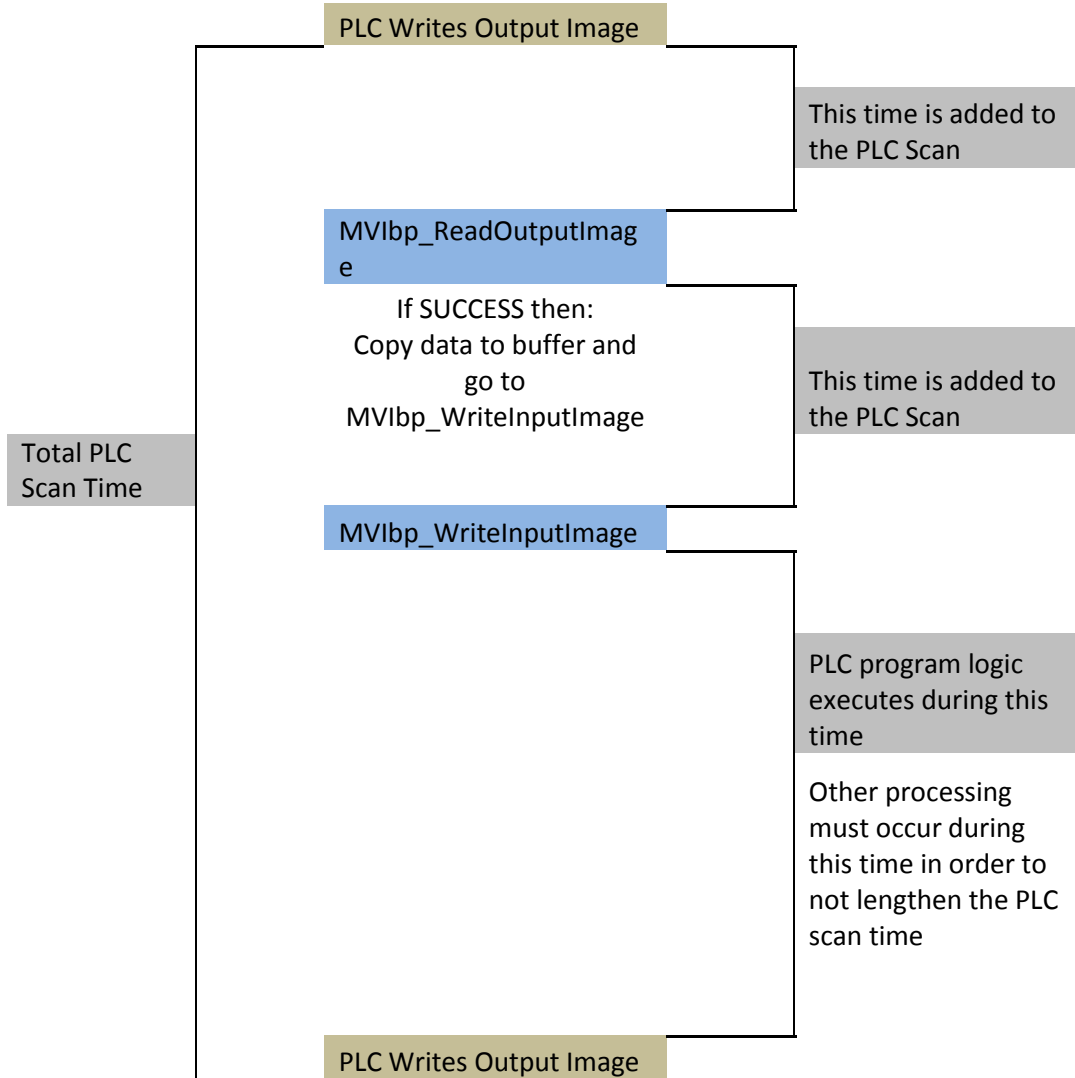 PLC Writes Output Image
This time is added to
the PLC Scan
MVIbp_ReadOutputImag
e
If SUCCESS then:
Copy data to buffer and
go to
MVIbp_WriteInputImage
This time is added to
the PLC Scan
Total PLC
Scan Time
MVIbp_WriteInputImage
PLC program logic
executes during this
time
Other processing
must occur during
this time in order to
not lengthen the PLC
scan time
PLC Writes Output Image